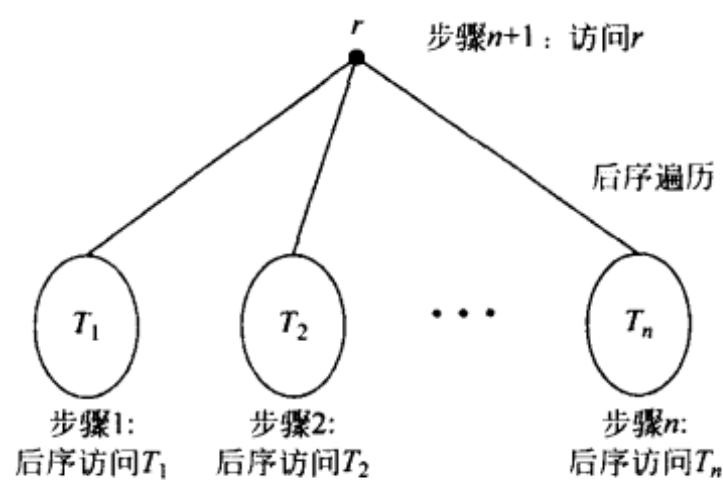 r
步骤n+1：访问r
后序遍历
T₁
T₂
Tₙ
步骤1:
后序访问T₁
步骤2:
后序访问T₂
步骤n:
后序访问Tₙ